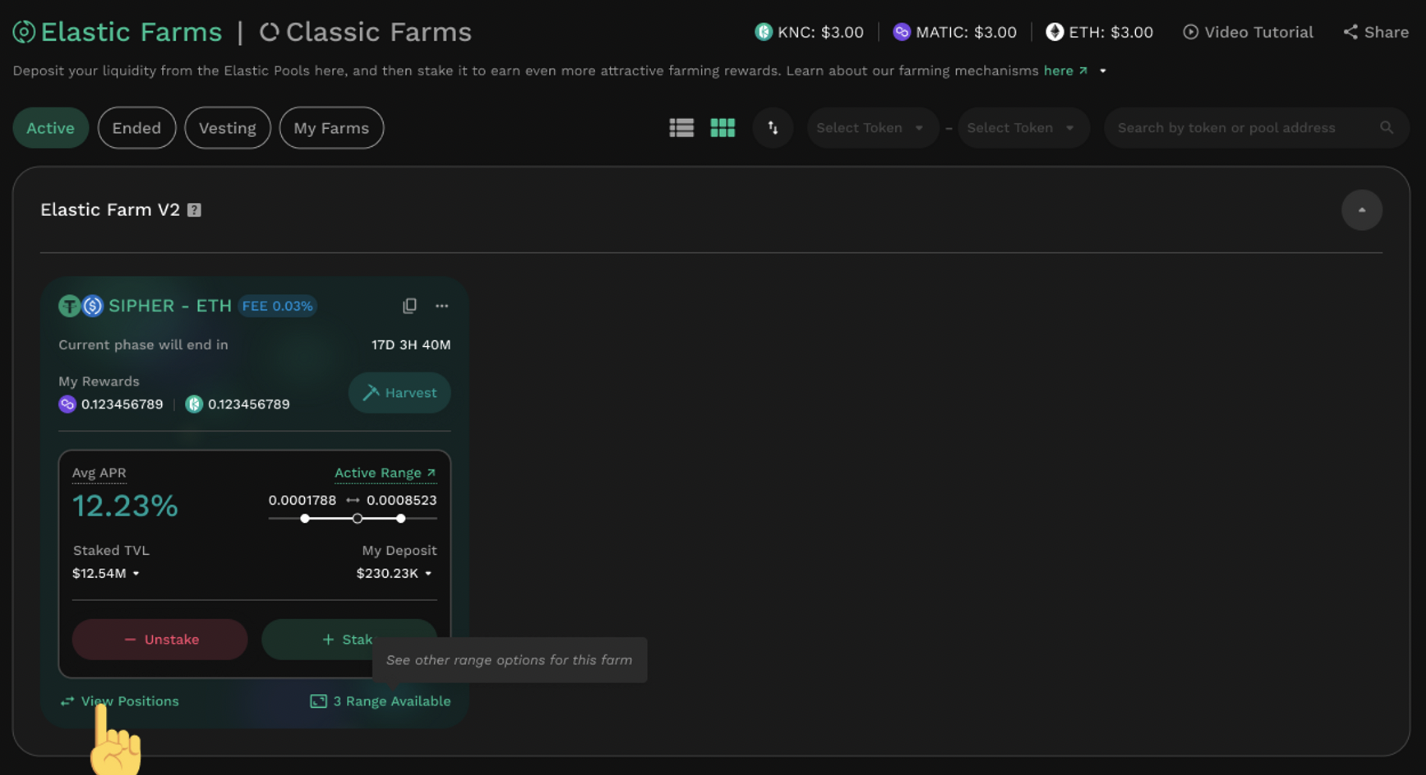 Elastic Farms | Classic Farms KNC: $3.00 MATIC: $3.00 ETH: $3.00 Video Tutorial Share
Deposit your liquidity from the Elastic Pools here, and then stake it to earn even more attractive farming rewards. Learn about our farming mechanisms here ↗
Active Ended Vesting My Farms Select Token – Select Token Search by token or pool address
Elastic Farm V2 ?
SIPHER - ETH FEE 0.03%
Current phase will end in 17D 3H 40M
My Rewards
0.123456789 | 0.123456789 Harvest
Avg APR Active Range ↗
12.23% 0.0001788 ↔ 0.0008523
Staked TVL My Deposit
$12.54M $230.23K
− Unstake + Stak
See other range options for this farm
View Positions 3 Range Available